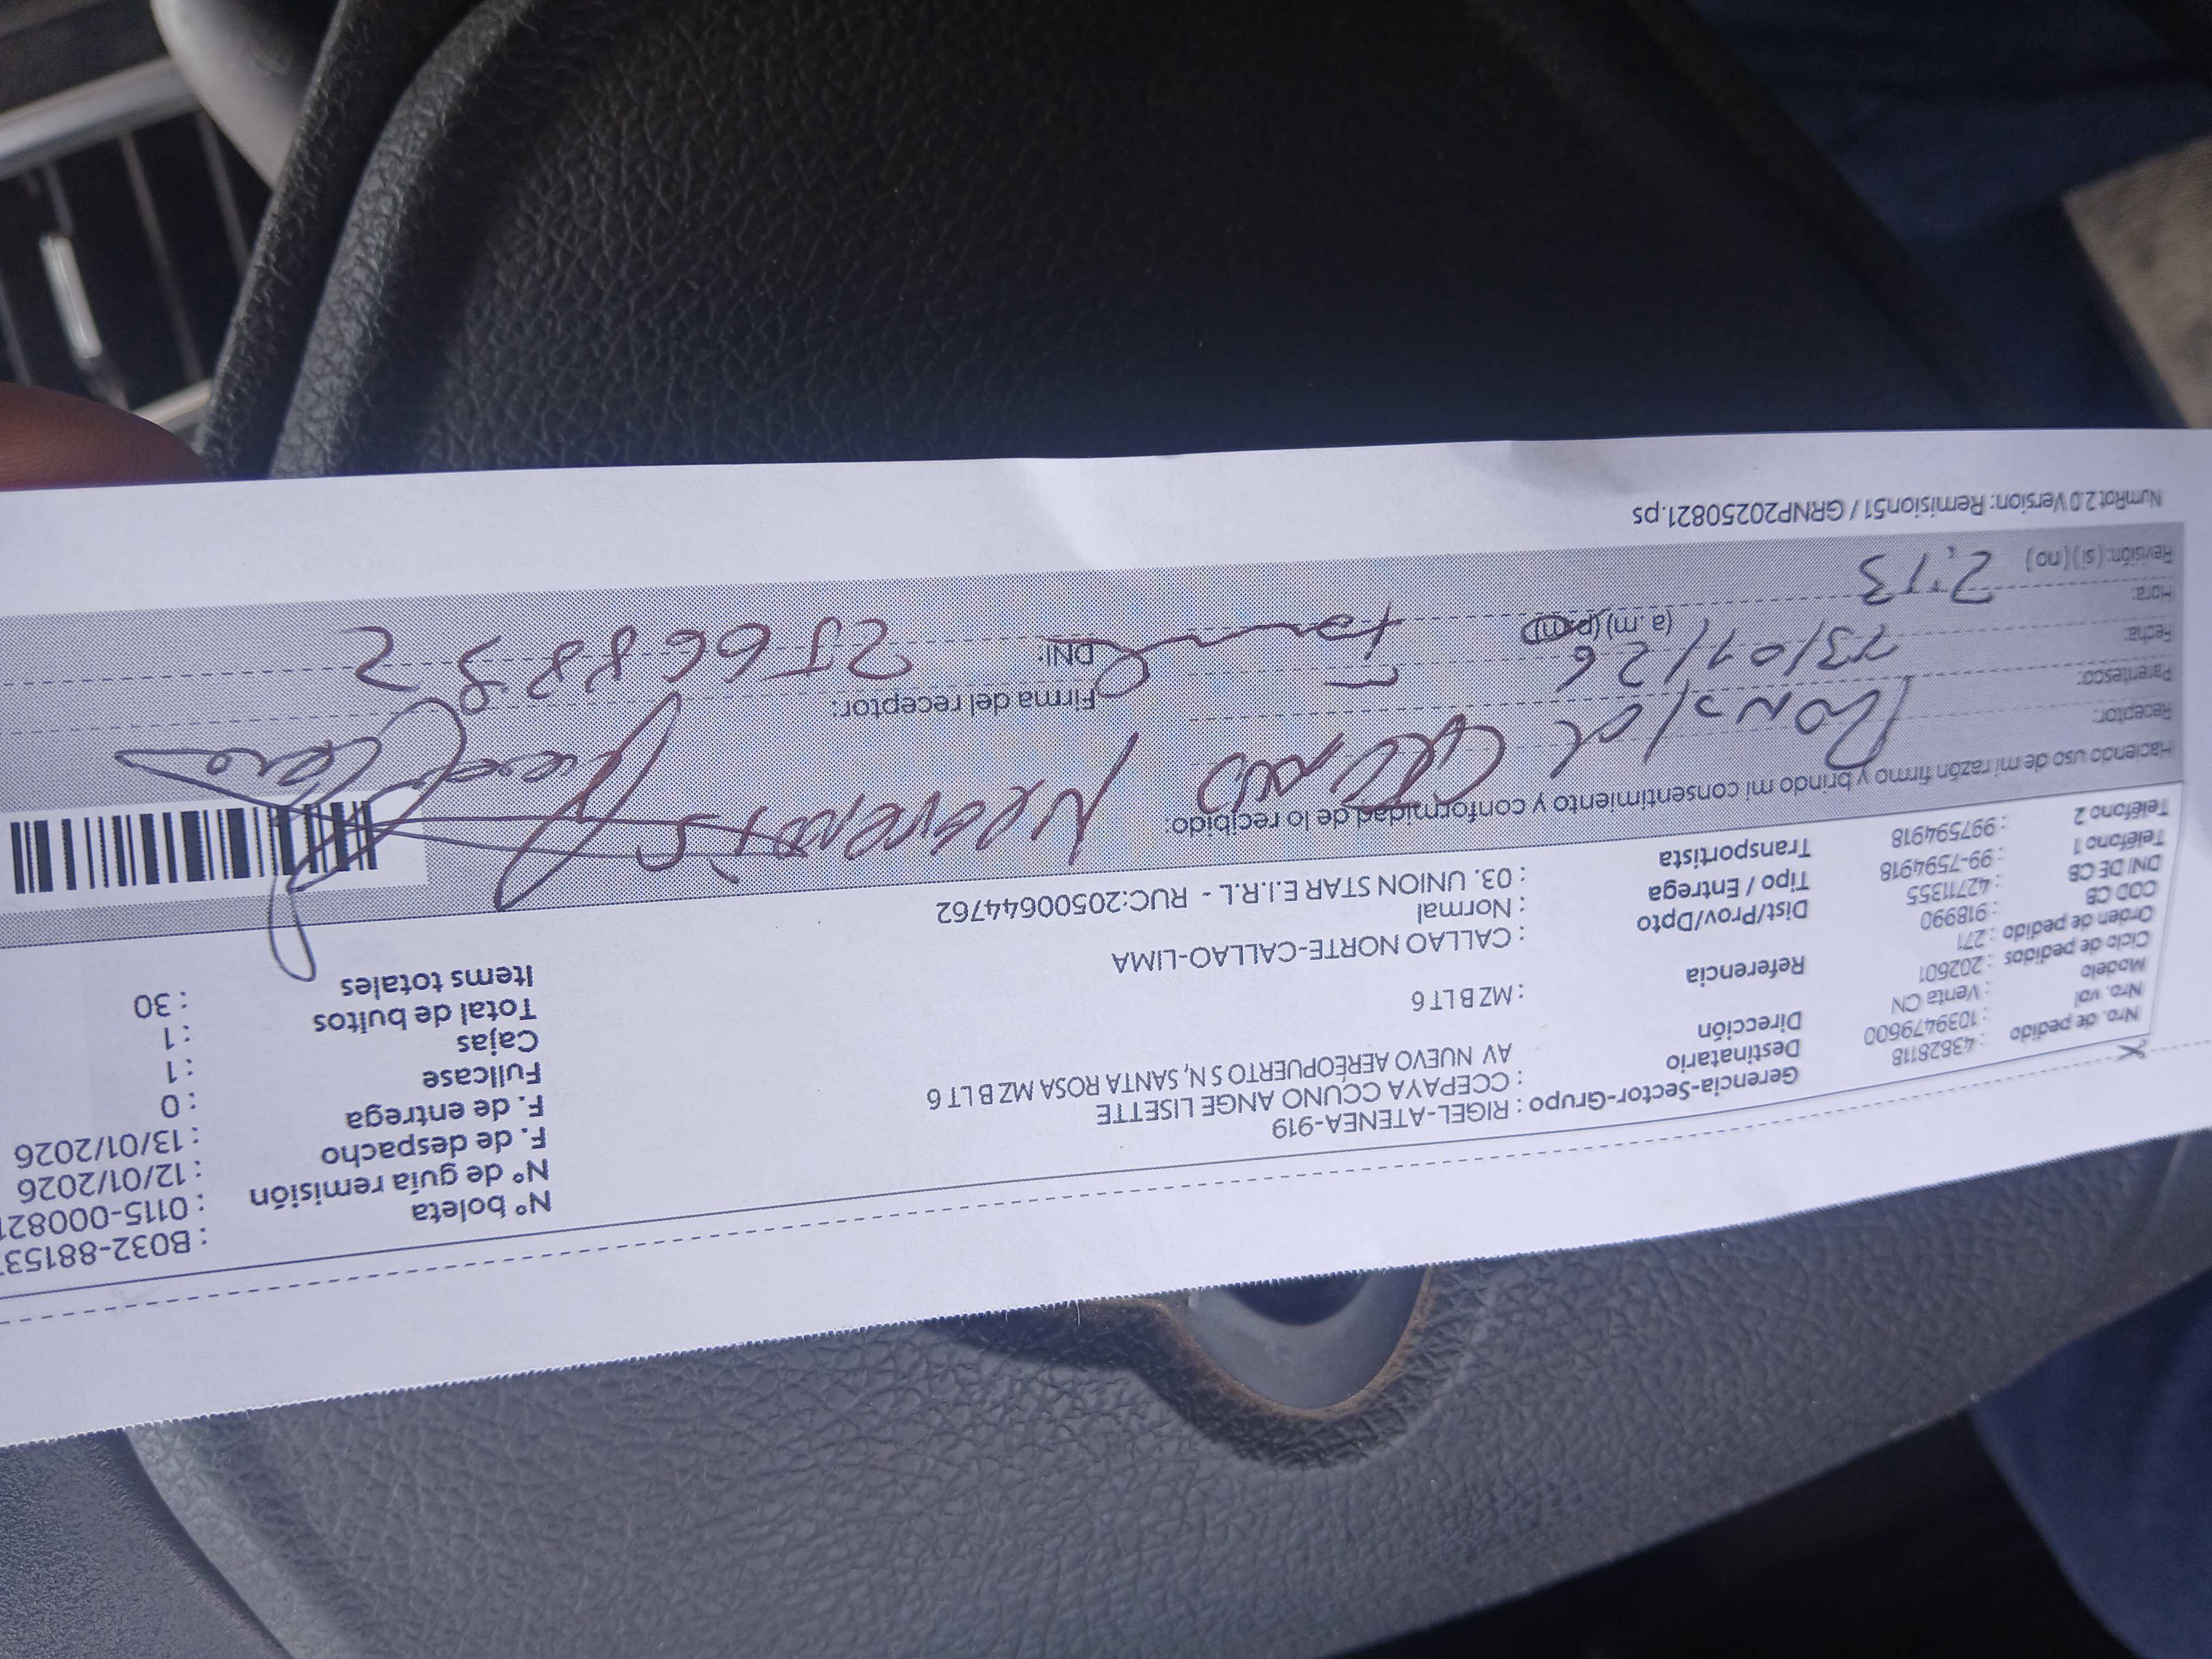 Nro. de pedido : 43828118
Nro. val : 1039479600
Modelo : Venta CN
Ciclo de pedidos : 202601
Orden de pedido : 271
COD CB : 918990
DNI DE CB : 42711355
Teléfono 1 : 99-7594918
Teléfono 2 : 997594918
Gerencia-Sector-Grupo : RIGEL-ATENEA-919
Destinatario : CCEPAYA CCUNO ANGE LISETTE
Dirección AV NUEVO AEREOPUERTO S N, SANTA ROSA MZ B LT 6
Referencia : MZ B LT 6
Dist/Prov/Dpto : CALLAO NORTE-CALLAO-LIMA
Tipo / Entrega : Normal
Transportista : 03. UNION STAR E.I.R.L - RUC:20500644762
N° boleta : B032-88153
N° de guía remisión : 0115-00082
F. de despacho : 12/01/2026
F. de entrega : 13/01/2026
Fullcase : 0
Cajas : 1
Total de bultos : 1
Items totales : 30
Haciendo uso de mi razón firmo y brindo mi consentimiento y conformidad de lo recibido:
Receptor:
Parentesco:
Fecha: 13/01/26
Hora: 2:13 (a. m) (p.m)
Revisión: (si) (no)
Firma del receptor:
DNI:
NumRot 2.0 Version: Remision51 / GRNP20250821.ps